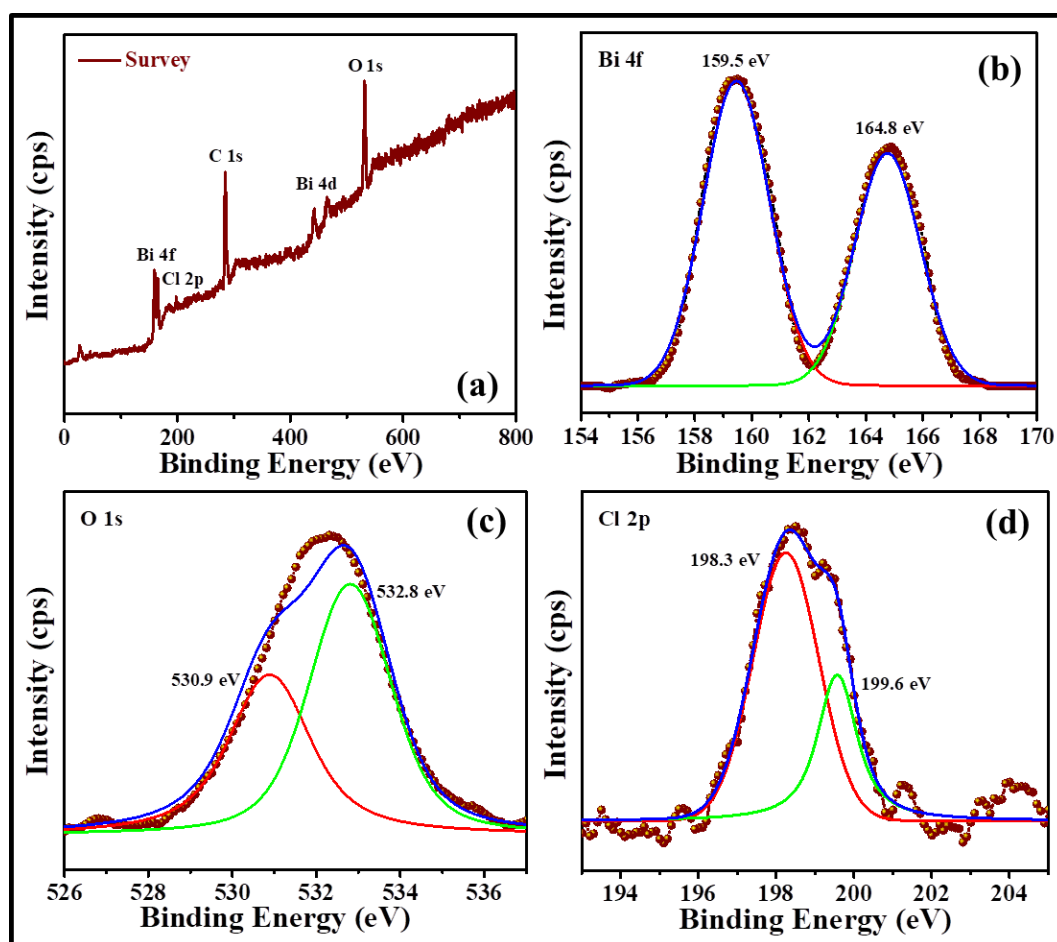 Survey
O 1s
C 1s
Bi 4d
Bi 4f
Cl 2p
(a)
Intensity (cps)
0 200 400 600 800
Binding Energy (eV)
Bi 4f
159.5 eV
(b)
164.8 eV
Intensity (cps)
154 156 158 160 162 164 166 168 170
Binding Energy (eV)
O 1s
(c)
532.8 eV
530.9 eV
Intensity (cps)
526 528 530 532 534 536
Binding Energy (eV)
Cl 2p
(d)
198.3 eV
199.6 eV
Intensity (cps)
194 196 198 200 202 204
Binding Energy (eV)